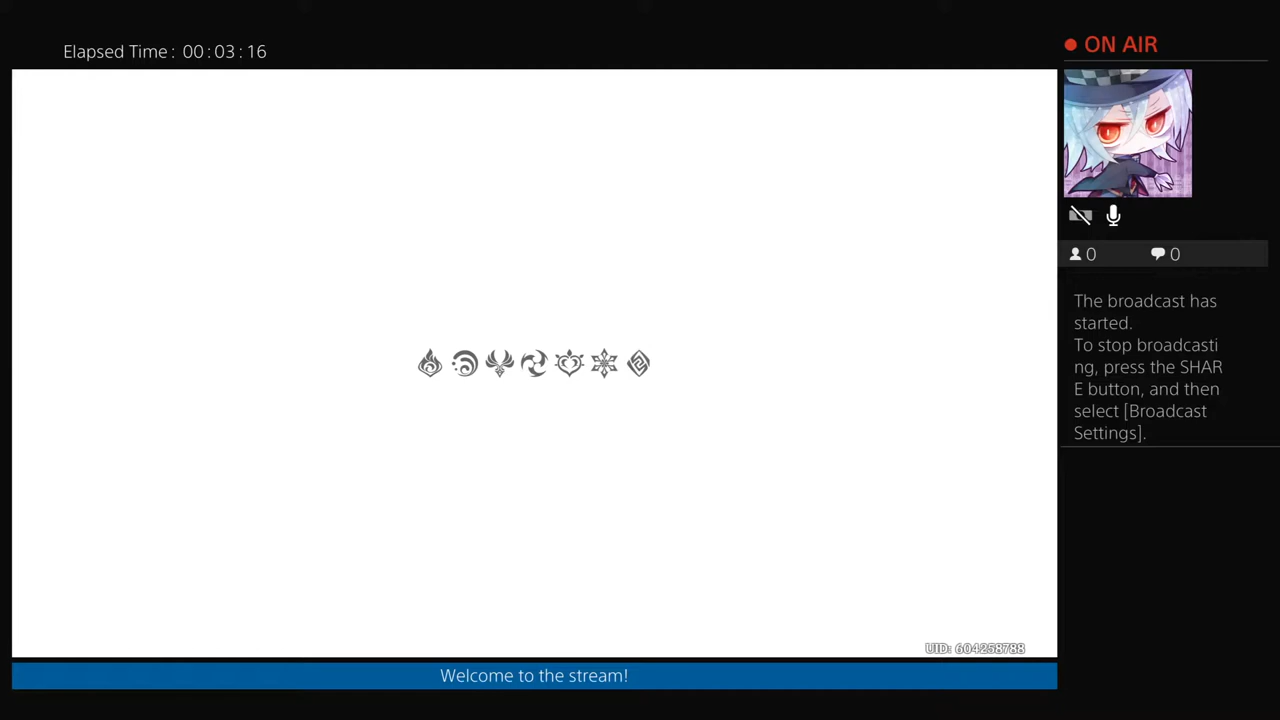 Elapsed Time : 00 : 03 : 16
ON AIR
0
0
The broadcast has
started.
To stop broadcasti
ng, press the SHAR
E button, and then
select [Broadcast
Settings].
UID: 604258788
Welcome to the stream!